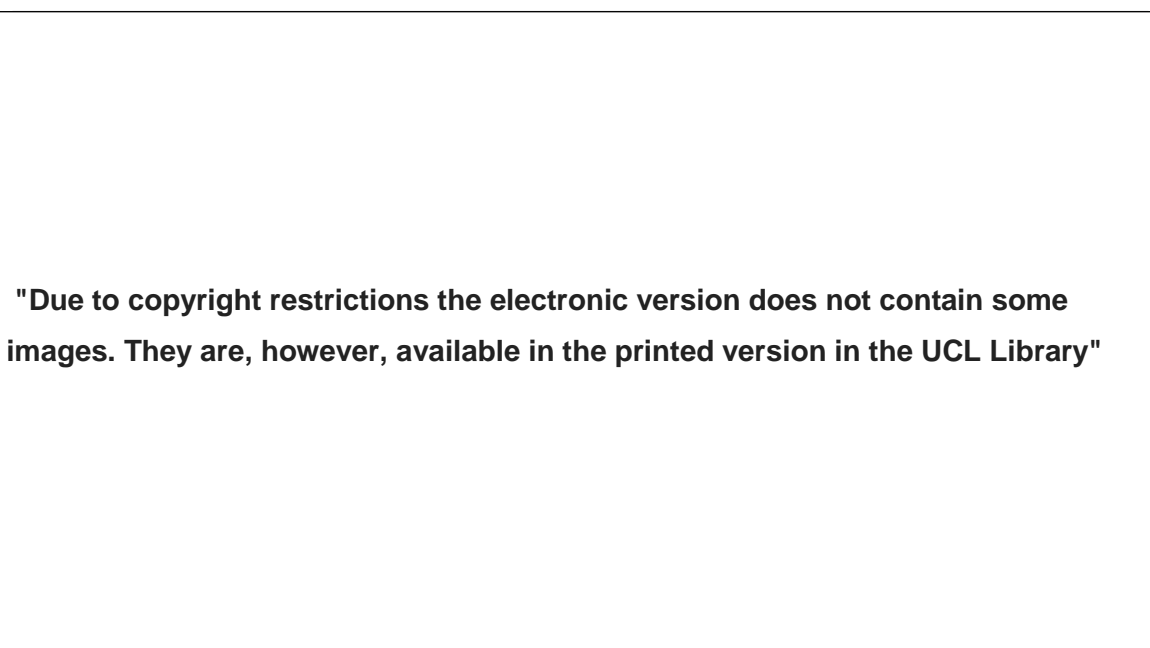 "Due to copyright restrictions the electronic version does not contain some
images. They are, however, available in the printed version in the UCL Library"